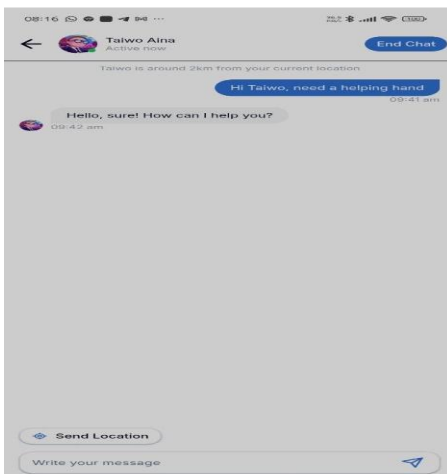 08:16
Taiwo Aina
Active now
End Chat
Taiwo is around 2km from your current location
Hi Taiwo, need a helping hand
09:41 am
Hello, sure! How can I help you?
09:42 am
Send Location
Write your message